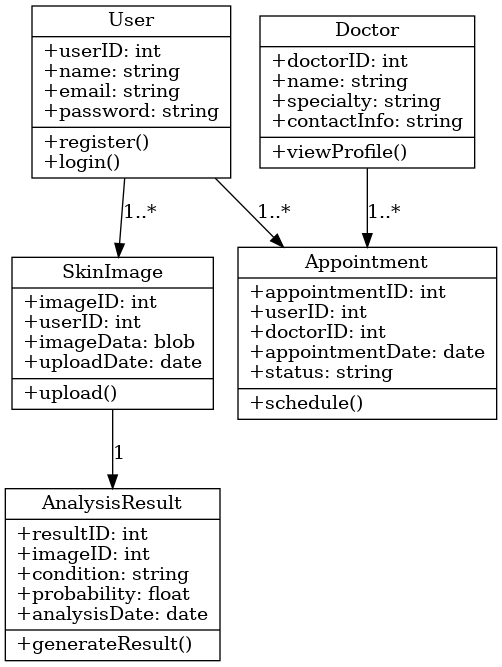 User
+userID: int
+name: string
+email: string
+password: string
+register()
+login()
Doctor
+doctorID: int
+name: string
+specialty: string
+contactInfo: string
+viewProfile()
1..*
1..*
1..*
SkinImage
+imageID: int
+userID: int
+imageData: blob
+uploadDate: date
+upload()
Appointment
+appointmentID: int
+userID: int
+doctorID: int
+appointmentDate: date
+status: string
+schedule()
1
AnalysisResult
+resultID: int
+imageID: int
+condition: string
+probability: float
+analysisDate: date
+generateResult()